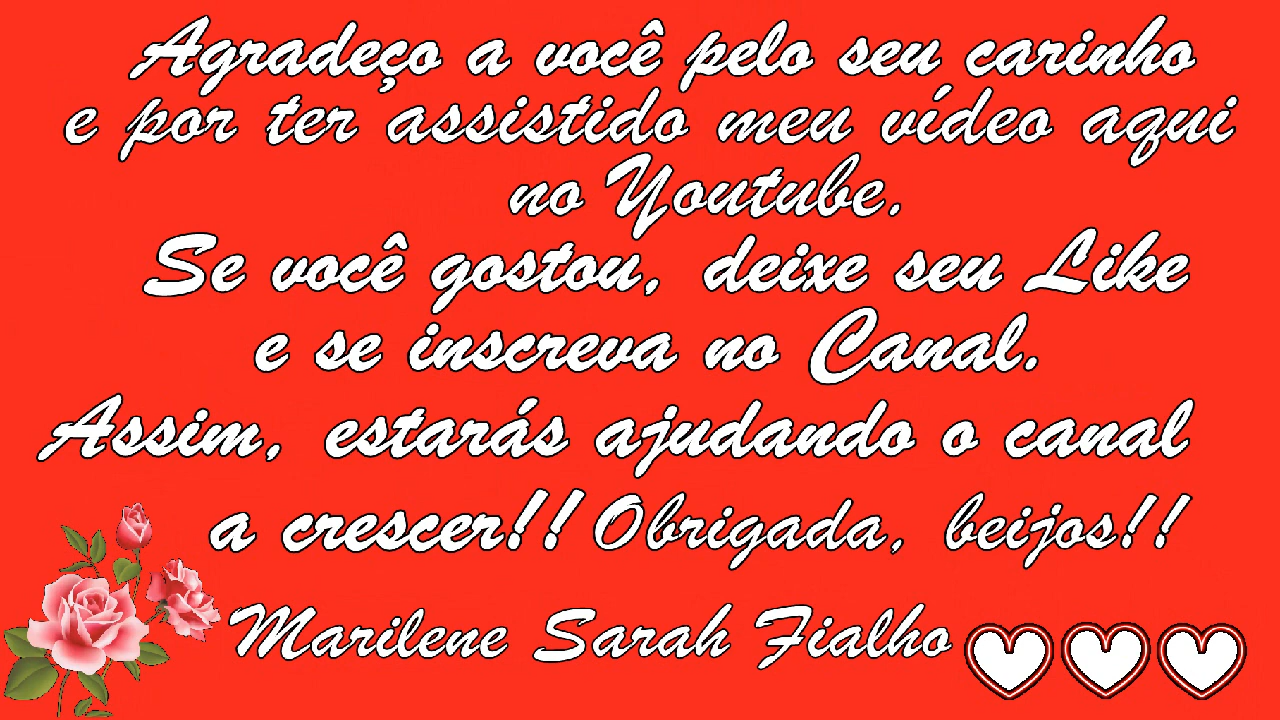 Agradeço a você pelo seu carinho
e por ter assistido meu vídeo aqui
no Youtube.
Se você gostou, deixe seu Like
e se inscreva no Canal.
Assim, estarás ajudando o canal
a crescer!! Obrigada, beijos!!
Marilene Sarah Fialho